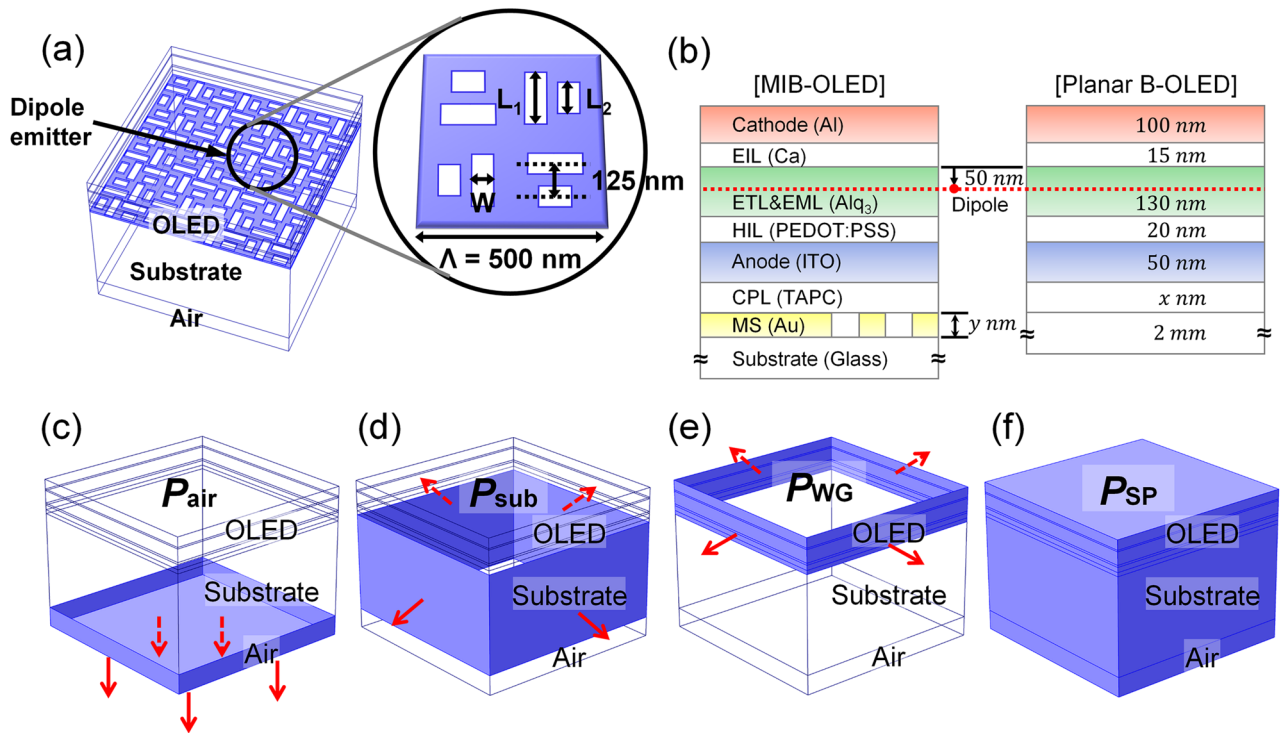 (a)
Dipole
emitter
OLED
Substrate
Air
L1
L2
W
125 nm
Λ = 500 nm
(b)
[MIB-OLED]
[Planar B-OLED]
Cathode (Al)
100 nm
EIL (Ca)
15 nm
50 nm
Dipole
ETL&EML (Alq3)
130 nm
HIL (PEDOT:PSS)
20 nm
Anode (ITO)
50 nm
CPL (TAPC)
x nm
MS (Au)
y nm
2 mm
Substrate (Glass)
≈ ≈ ≈ ≈
(c)
Pair
OLED
Substrate
Air
(d)
Psub
OLED
Substrate
Air
(e)
PWG
OLED
Substrate
Air
(f)
PSP
OLED
Substrate
Air